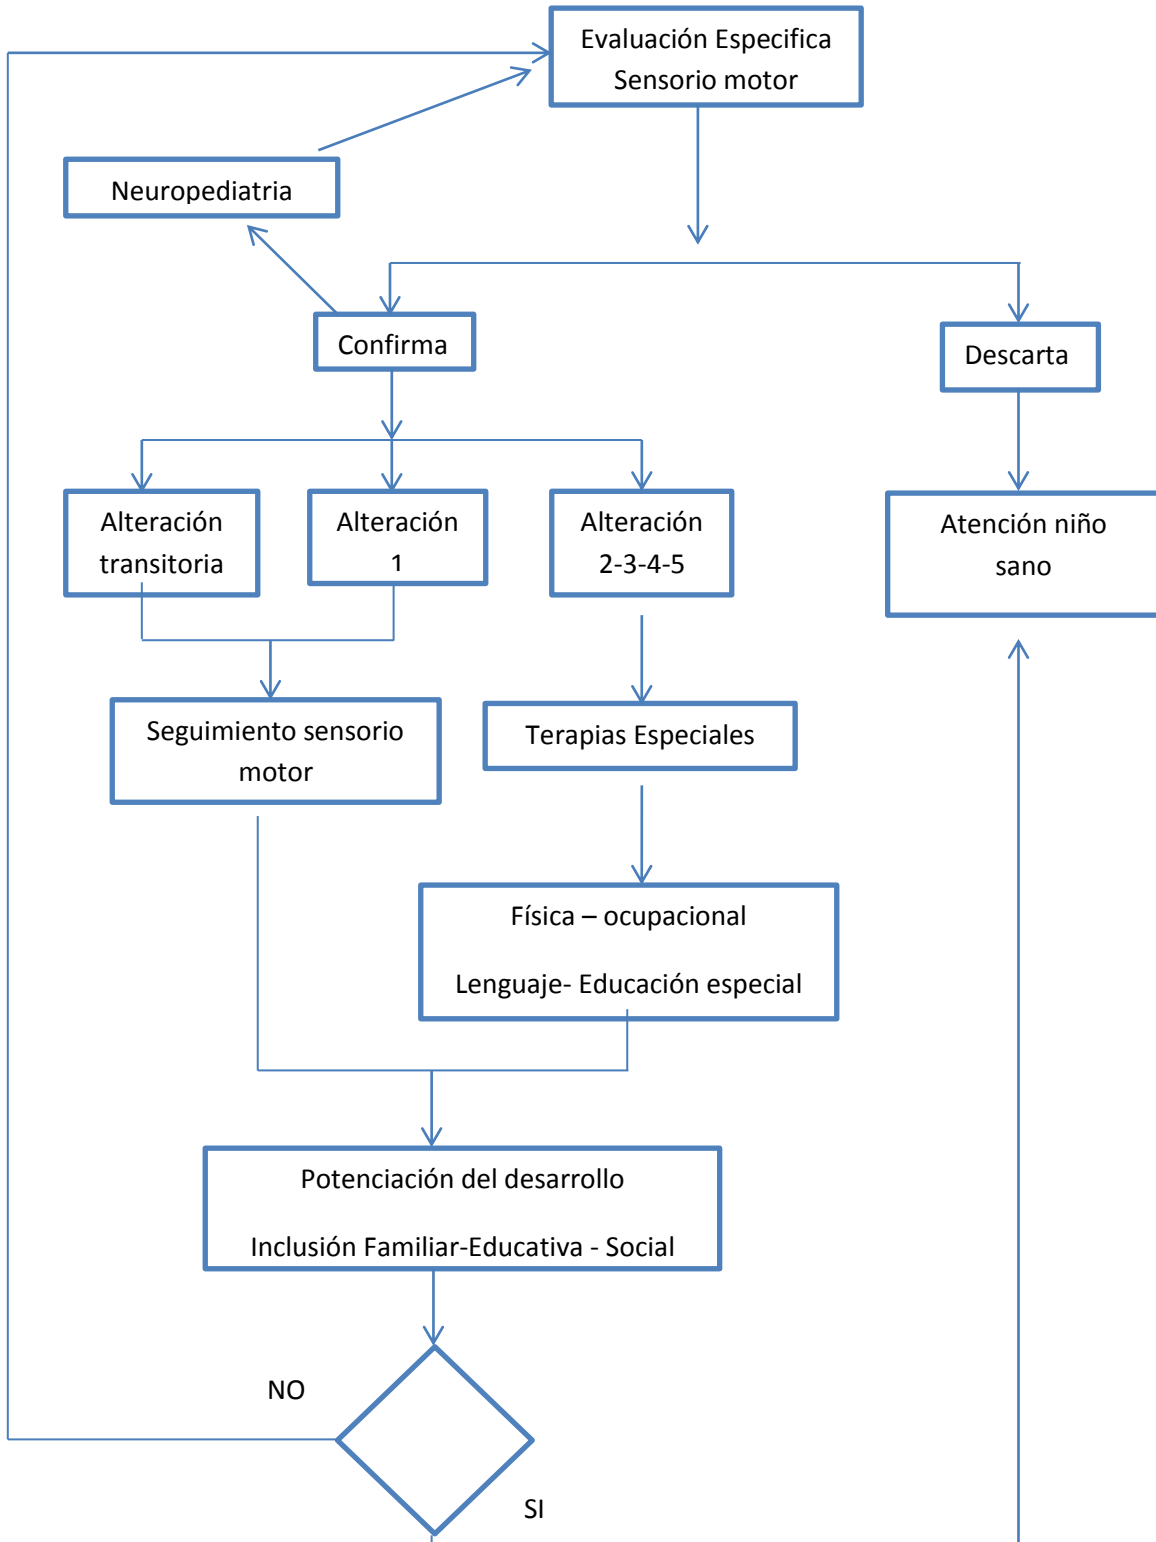 Evaluación Especifica
Sensorio motor
Neuropediatria
Confirma
Descarta
Alteración
transitoria
Alteración
1
Alteración
2-3-4-5
Atención niño
sano
Seguimiento sensorio
motor
Terapias Especiales
Física – ocupacional
Lenguaje- Educación especial
Potenciación del desarrollo
Inclusión Familiar-Educativa - Social
NO
SI